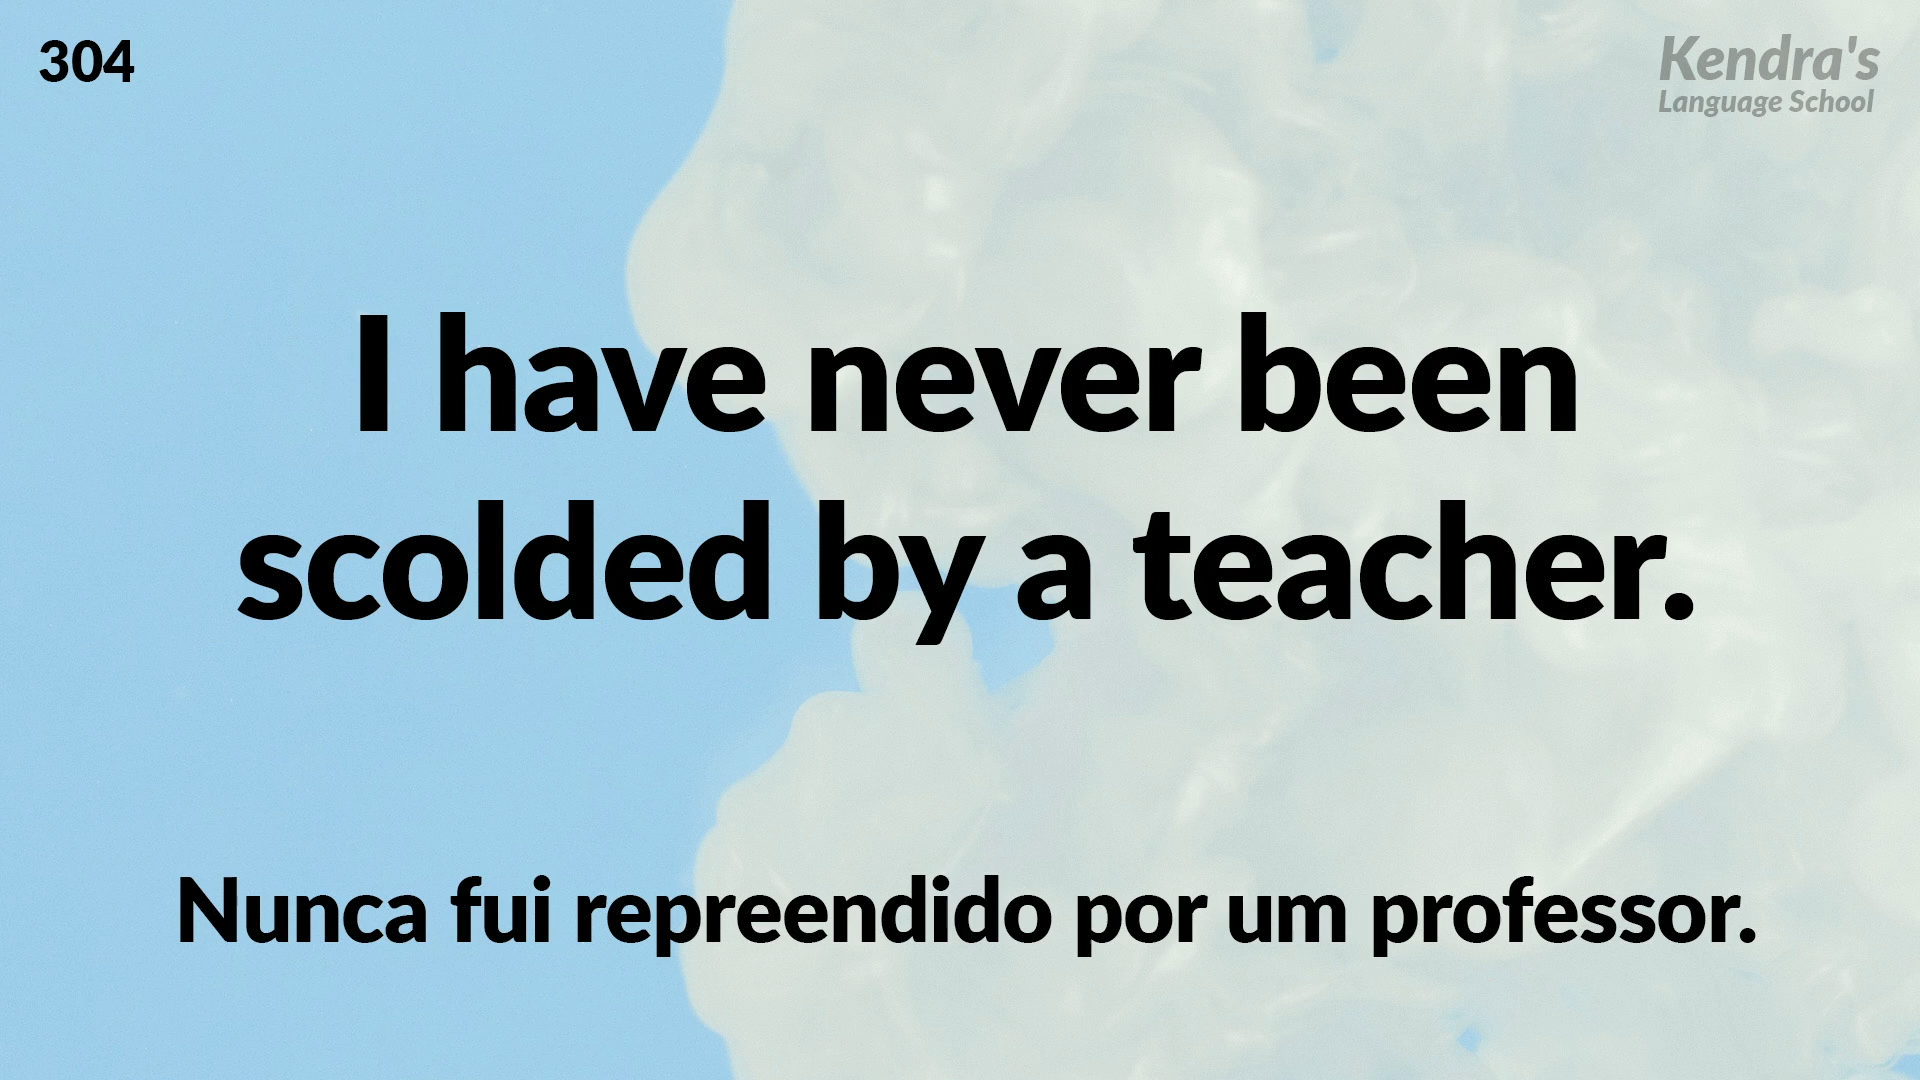 304
Kendra's
Language School
I have never been
scolded by a teacher.
Nunca fui repreendido por um professor.